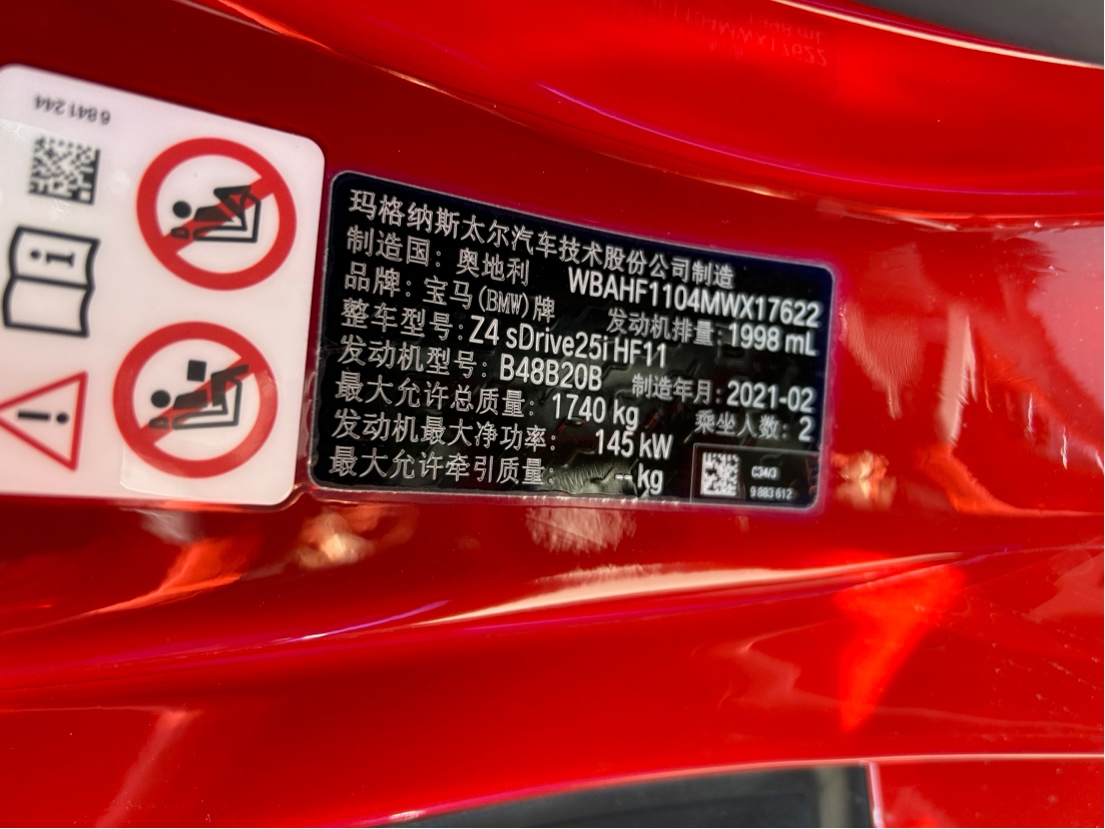 6 841 244
玛格纳斯太尔汽车技术股份公司制造
制造国：奥地利 WBAHF1104MWX17622
品牌：宝马(BMW)牌 发动机排量：1998 mL
整车型号：Z4 sDrive25i HF11
发动机型号：B48B20B 制造年月：2021-02
最大允许总质量：1740 kg 乘坐人数：2
发动机最大净功率：145 kW
最大允许牵引质量：--kg
C34/3
9 883 612